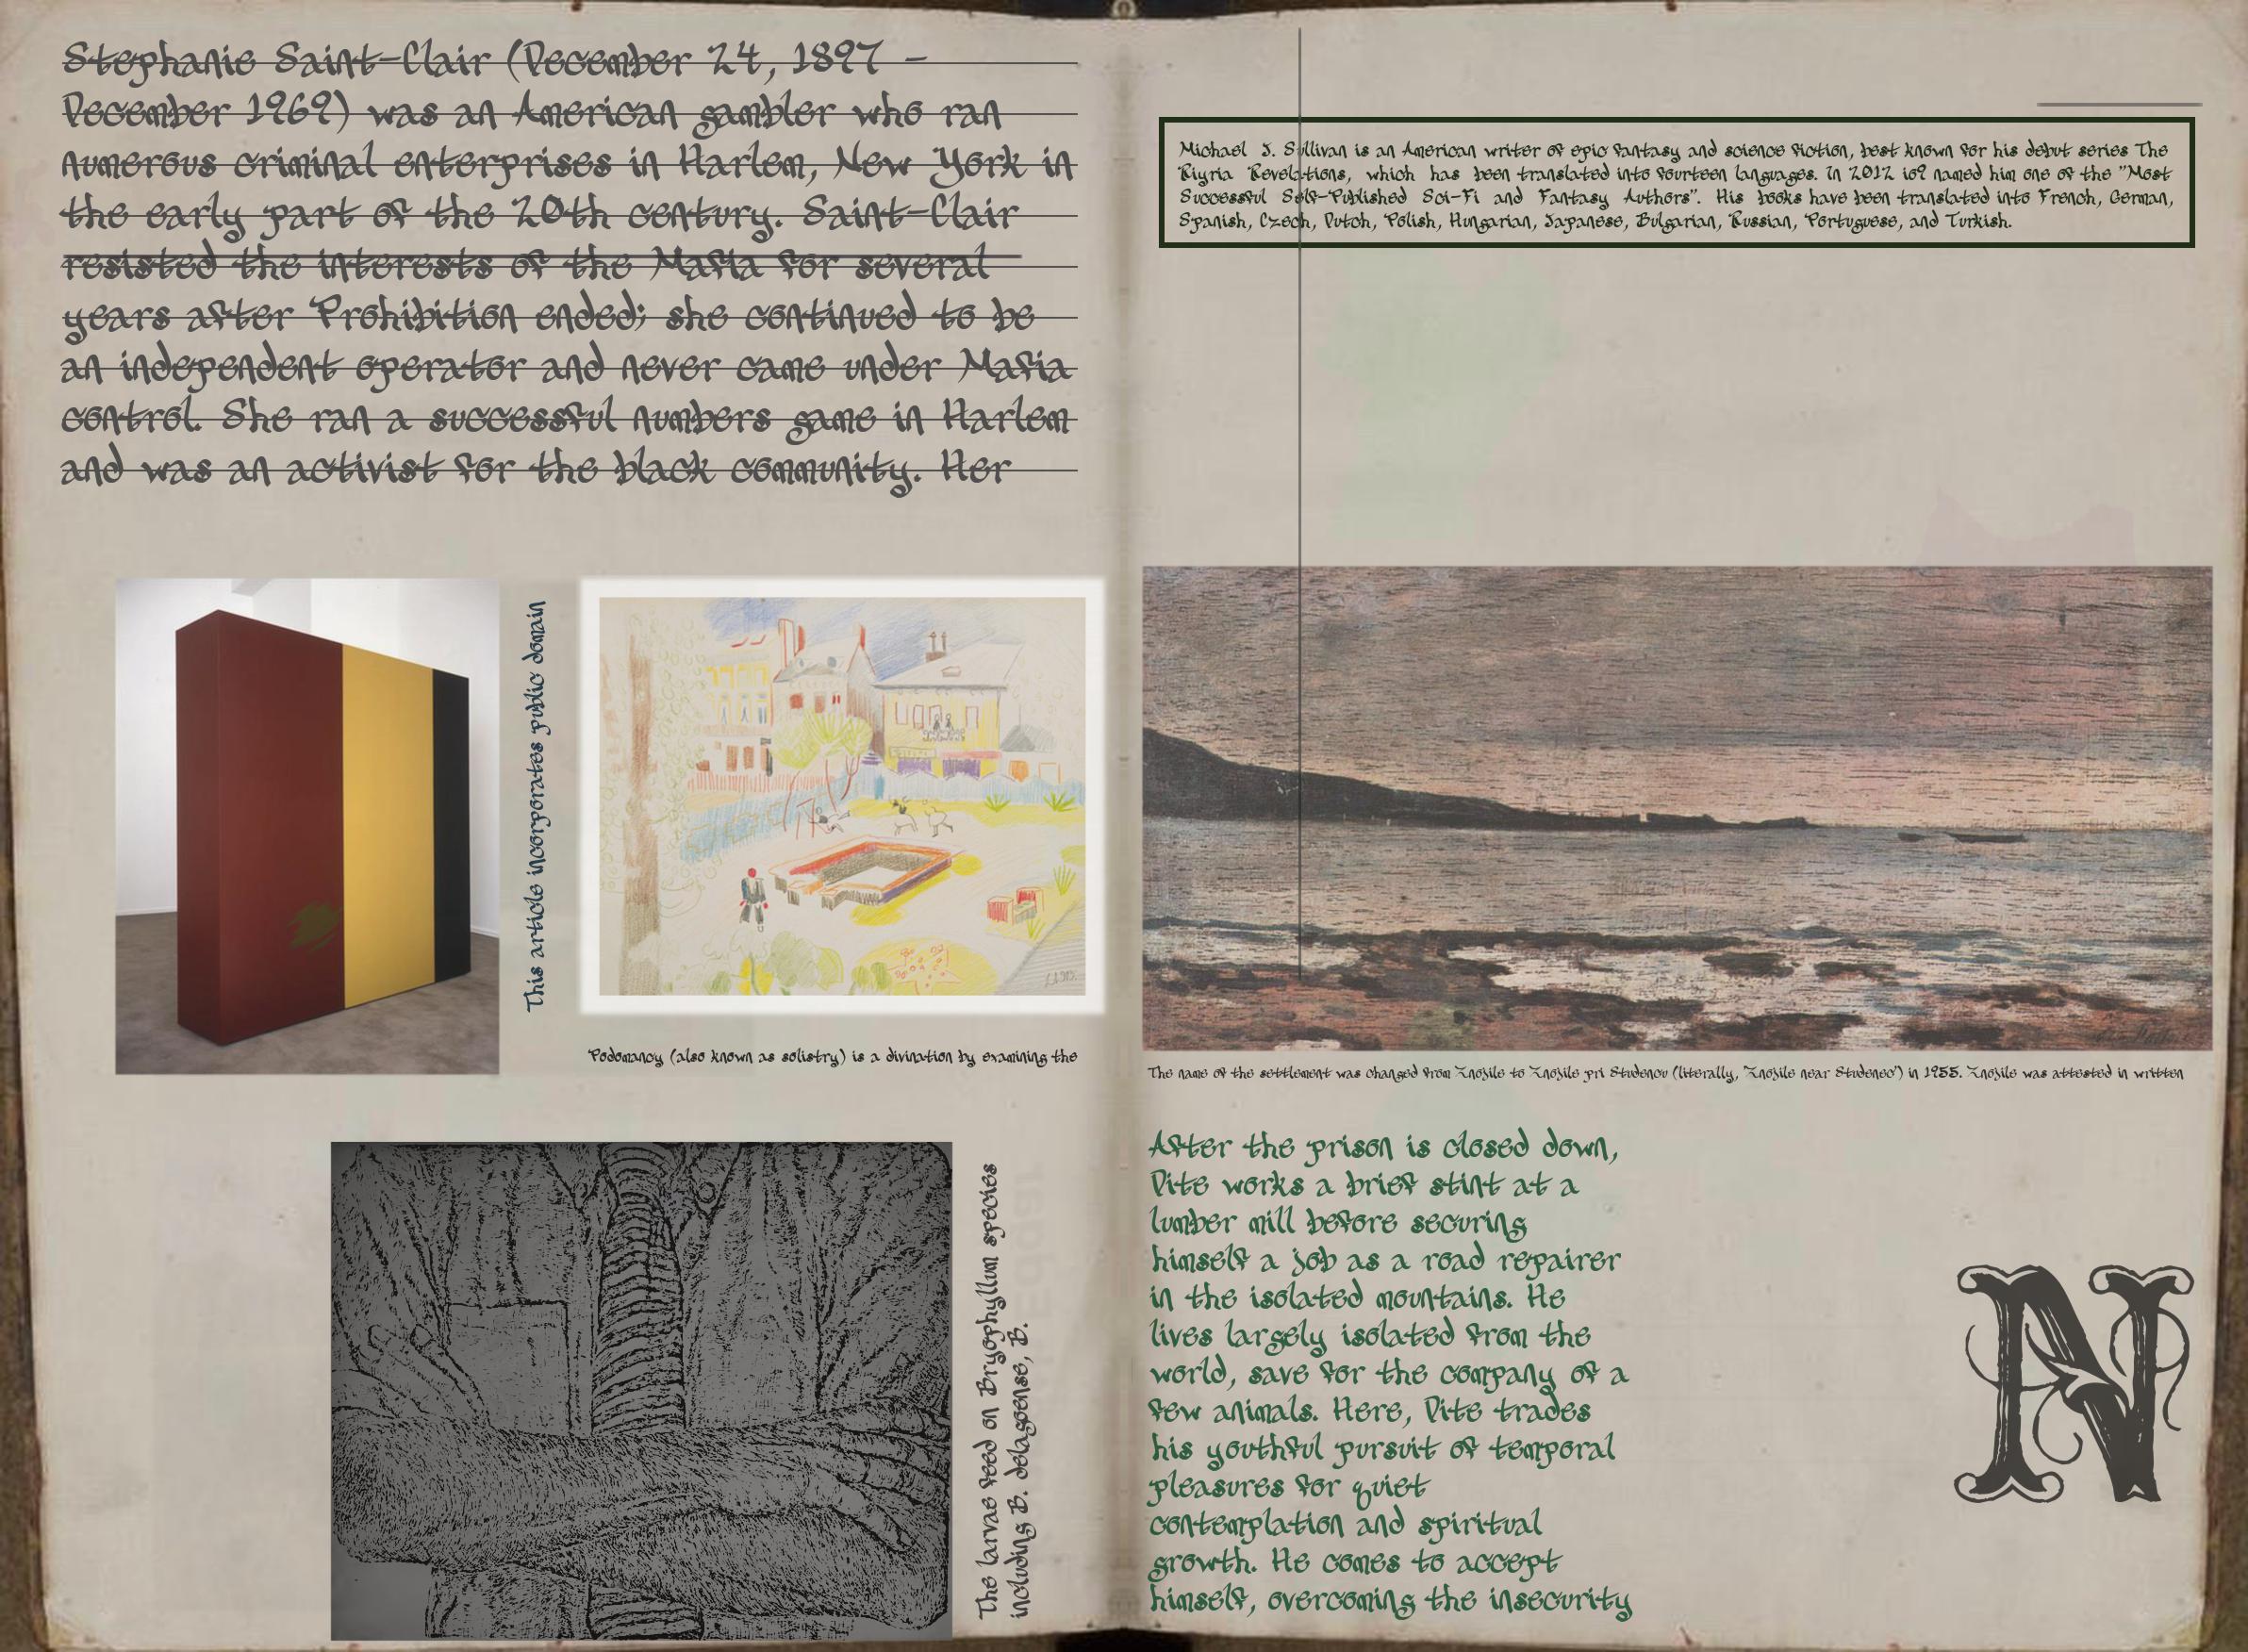 Stephanie Saint-Clair (December 24, 1897 –
December 1969) was an American gambler who ran
numerous criminal enterprises in Harlem, New York in
the early part of the 20th century. Saint-Clair
resisted the interests of the Mafia for several
years after Prohibition ended; she continued to be
an independent operator and never came under Mafia
control. She ran a successful numbers game in Harlem
and was an activist for the black community. Her
This article incorporates public domain
Podomancy (also known as solistry) is a divination by examining the
The larvae feed on Bryophyllum species
including B. delagoense, B.
Michael J. Sullivan is an American writer of epic fantasy and science fiction, best known for his debut series The
Riyria Revelations, which has been translated into fourteen languages. In 2012 io9 named him one of the "Most
Successful Self-Published Sci-Fi and Fantasy Authors". His books have been translated into French, German,
Spanish, Czech, Dutch, Polish, Hungarian, Japanese, Bulgarian, Russian, Portuguese, and Turkish.
The name of the settlement was changed from Znojile to Znojile pri Studencu (literally, 'Znojile near Studenec') in 1955. Znojile was attested in written
After the prison is closed down,
Dite works a brief stint at a
lumber mill before securing
himself a job as a road repairer
in the isolated mountains. He
lives largely isolated from the
world, save for the company of a
few animals. Here, Dite trades
his youthful pursuit of temporal
pleasures for quiet
contemplation and spiritual
growth. He comes to accept
himself, overcoming the insecurity
N